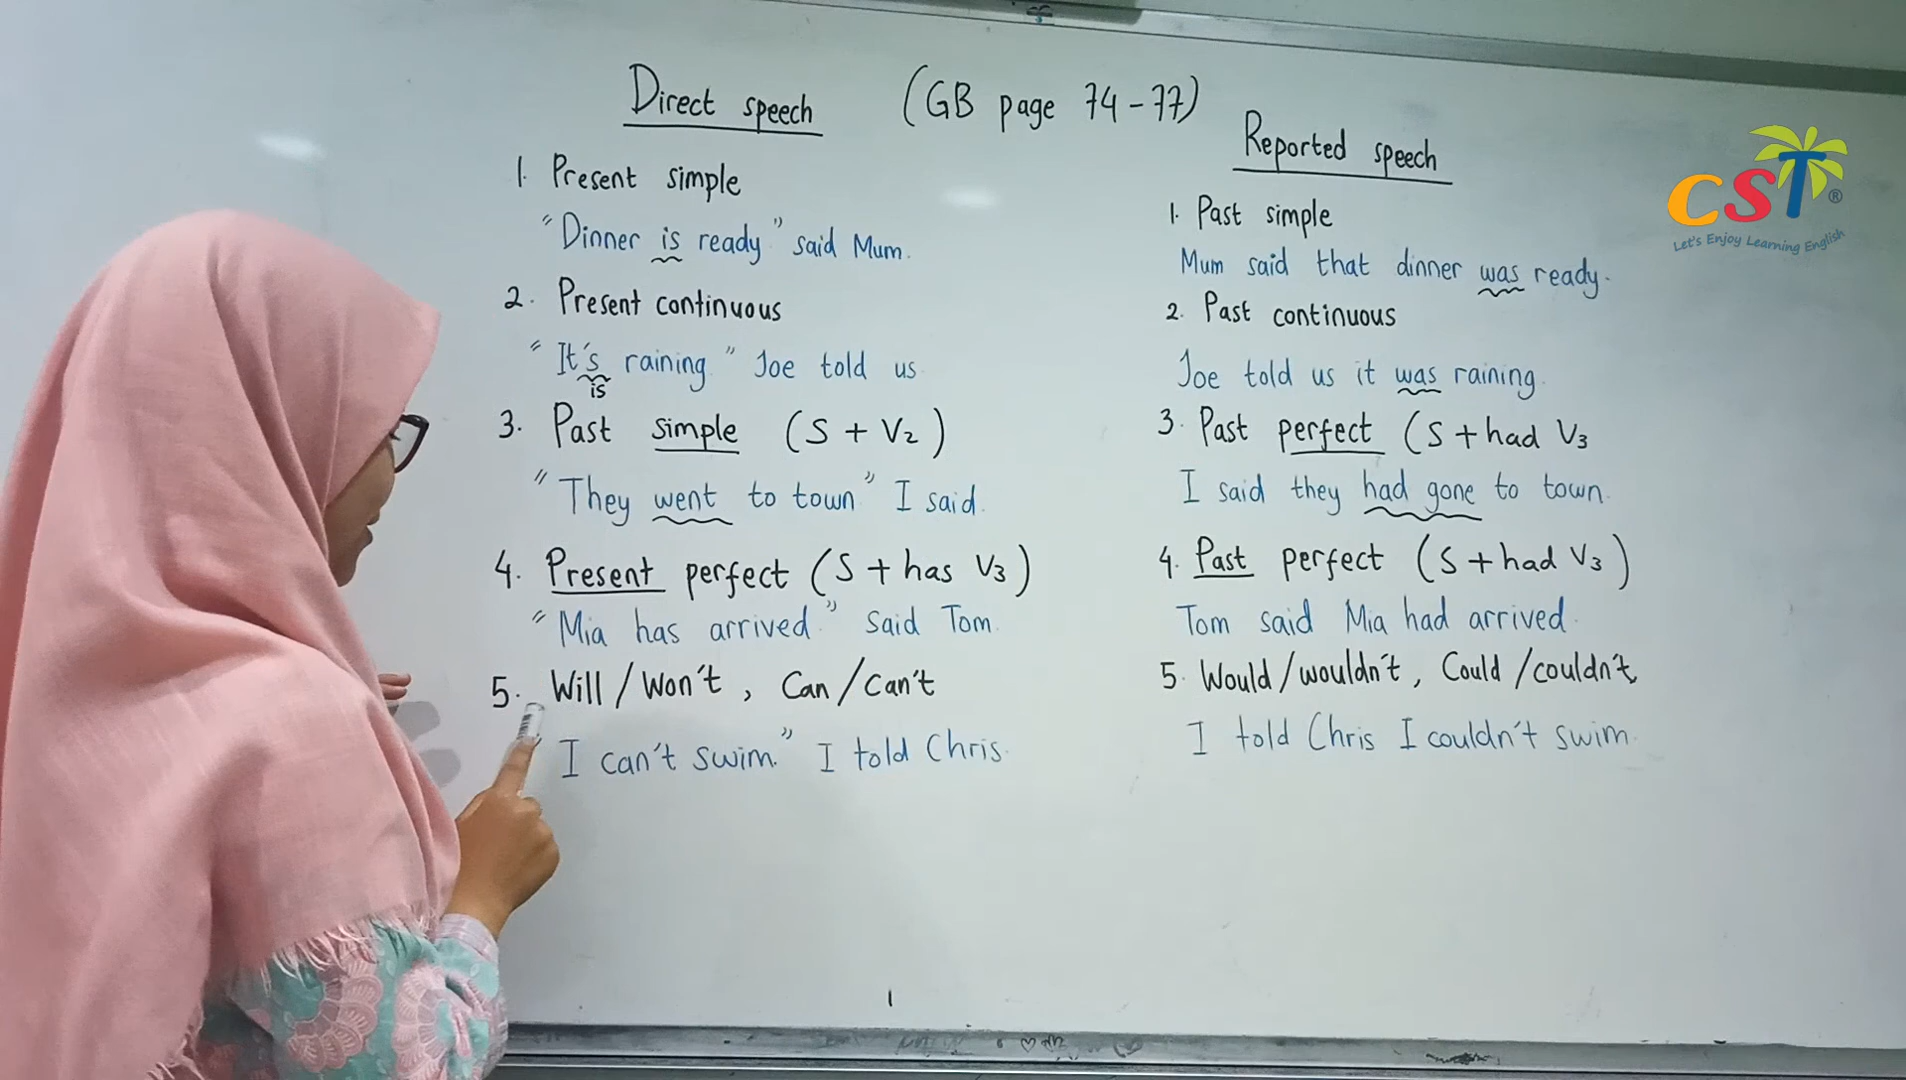 Direct speech
(GB page 74-77)
1. Present simple
"Dinner is ready" said Mum.
2. Present continuous
"It's raining." Joe told us
is
3. Past simple (S + V2)
"They went to town" I said.
4. Present perfect (S + has V3)
"Mia has arrived." said Tom.
5. Will/Won't, Can/Can't
"I can't swim." I told Chris.
Reported speech
1. Past simple
Mum said that dinner was ready.
2. Past continuous
Joe told us it was raining.
3. Past perfect (S + had V3
I said they had gone to town.
4. Past perfect (S + had V3)
Tom said Mia had arrived.
5. Would/wouldn't, Could/couldn't
I told Chris I couldn't swim.
CST®
Let's Enjoy Learning English